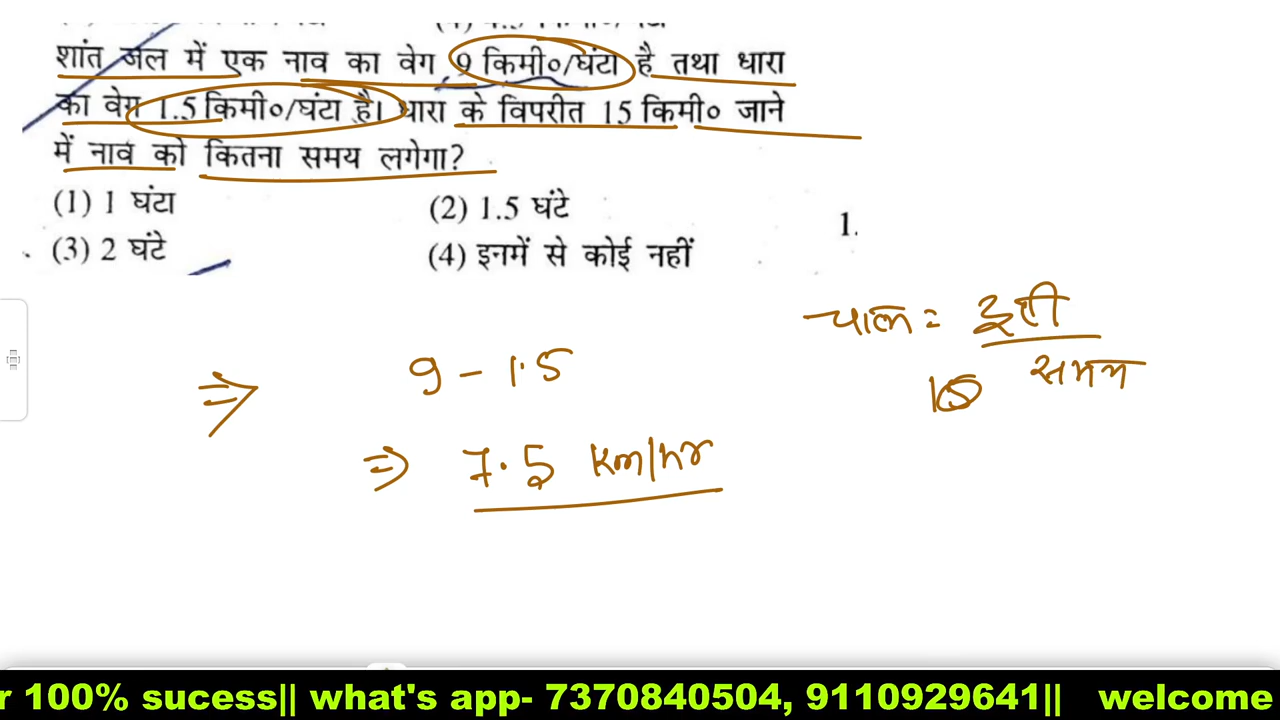 शांत जल में एक नाव का वेग 9 किमी०/घंटा है तथा धारा
का वेग 1.5 किमी०/घंटा है। धारा के विपरीत 15 किमी० जाने
में नाव को कितना समय लगेगा?
(1) 1 घंटा (2) 1.5 घंटे
(3) 2 घंटे (4) इनमें से कोई नहीं
1.
चाल = दूरी
समय
15
⇒ 9 - 1.5
⇒ 7.5 km/hr
r 100% sucess|| what's app- 7370840504, 9110929641|| welcome